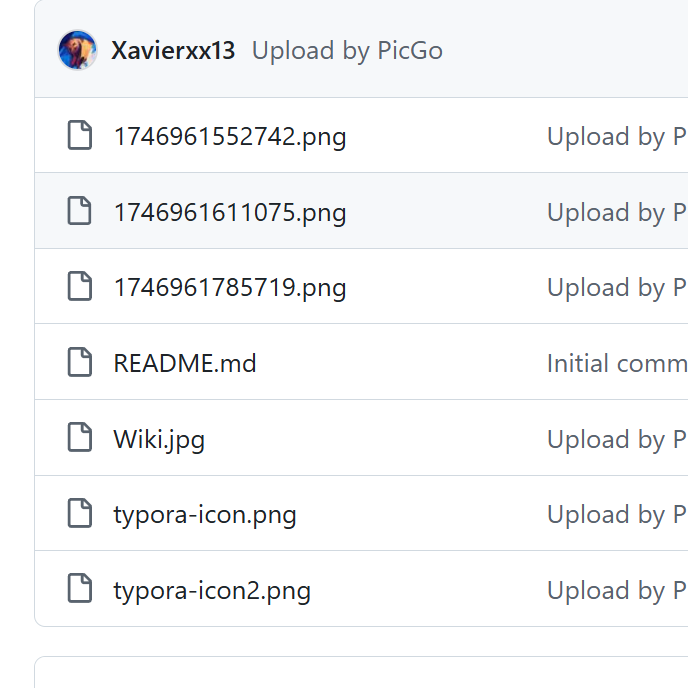 Xavierxx13 Upload by PicGo
1746961552742.png Upload by P
1746961611075.png Upload by P
1746961785719.png Upload by P
README.md Initial comm
Wiki.jpg Upload by P
typora-icon.png Upload by P
typora-icon2.png Upload by P